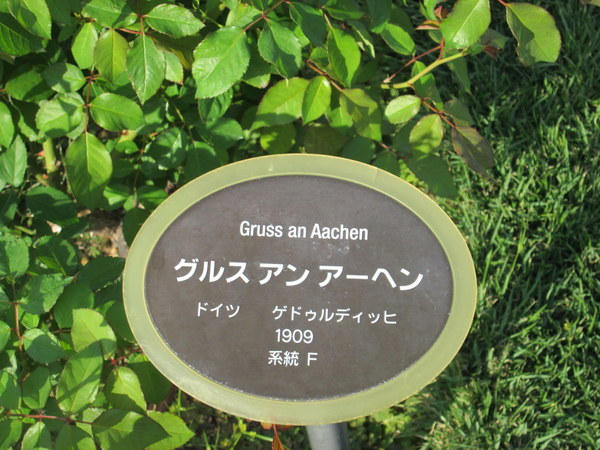 Gruss an Aachen
グルス アン アーヘン
ドイツ　ゲドゥルディッヒ
1909
系統 F